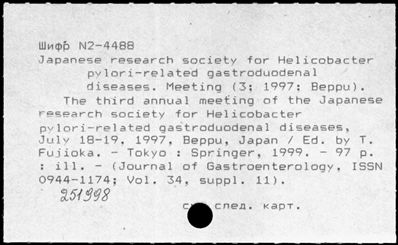 Шифр N2-4488
Japanese research society for Helicobacter
pylori-related gastroduodenal
diseases. Meeting (3; 1997; Beppu).
The third annual meeting of the Japanese
research society for Helicobacter
pylori-related gastroduodenal diseases,
July 18-19, 1997, Beppu, Japan / Ed. by T.
Fujioka. - Tokyo : Springer, 1999. - 97 p.
: ill. - (Journal of Gastroenterology, ISSN
0944-1174; Vol. 34, suppl. 11).
251998
след. карт.